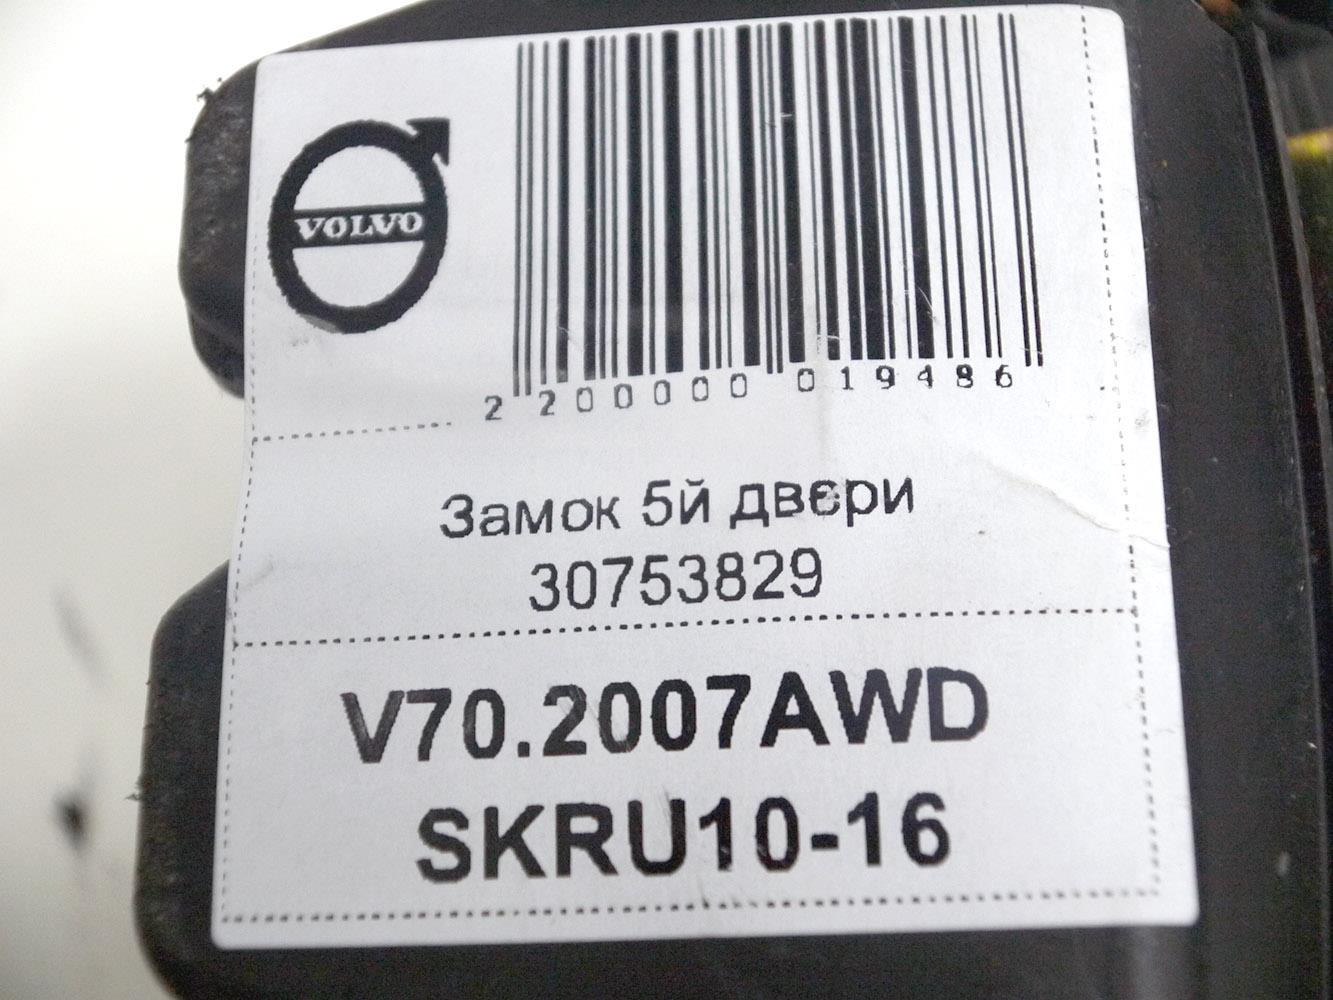 VOLVO
2 200000 019486
Замок 5й двери
30753829
V70.2007AWD
SKRU10-16